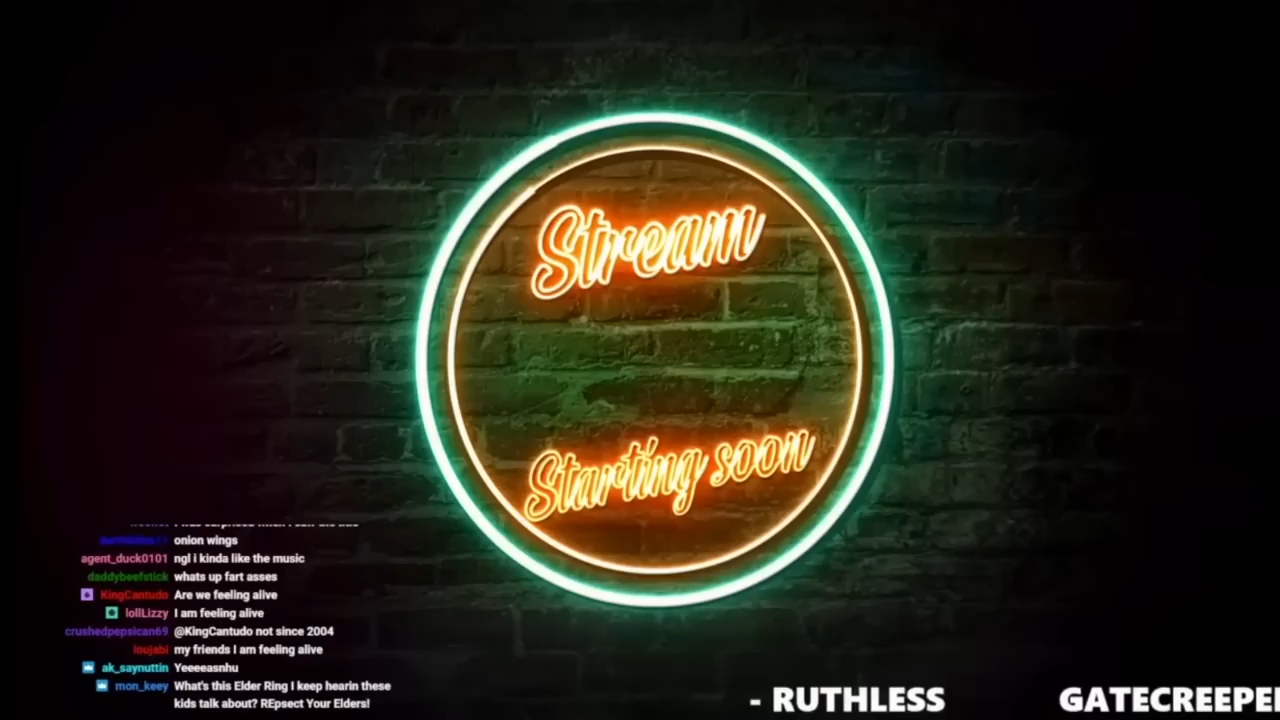 Stream
Starting soon
onion wings
agent_duck0101 ngl i kinda like the music
daddybeefstick whats up fart asses
KingCantudo Are we feeling alive
lollLizzy I am feeling alive
crushedpepsican69 @KingCantudo not since 2004
loujabi my friends I am feeling alive
ak_saynuttin Yeeeeasnhu
mon_keey What's this Elder Ring I keep hearin these
kids talk about? REpsect Your Elders!
- RUTHLESS GATECREEPE